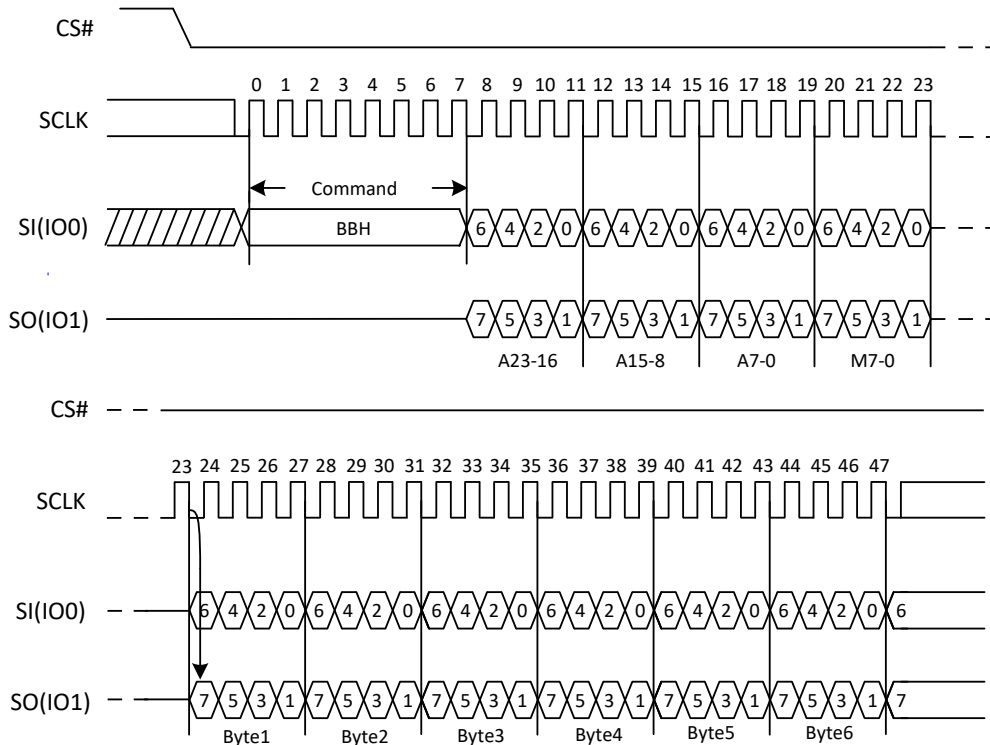 CS#
0 1 2 3 4 5 6 7 8 9 10 11 12 13 14 15 16 17 18 19 20 21 22 23
SCLK
Command
SI(IO0) BBH 6 4 2 0 6 4 2 0 6 4 2 0 6 4 2 0
SO(IO1) 7 5 3 1 7 5 3 1 7 5 3 1 7 5 3 1
A23-16 A15-8 A7-0 M7-0
CS#
23 24 25 26 27 28 29 30 31 32 33 34 35 36 37 38 39 40 41 42 43 44 45 46 47
SCLK
SI(IO0) 6 4 2 0 6 4 2 0 6 4 2 0 6 4 2 0 6 4 2 0 6 4 2 0 6
SO(IO1) 7 5 3 1 7 5 3 1 7 5 3 1 7 5 3 1 7 5 3 1 7 5 3 1 7
Byte1 Byte2 Byte3 Byte4 Byte5 Byte6